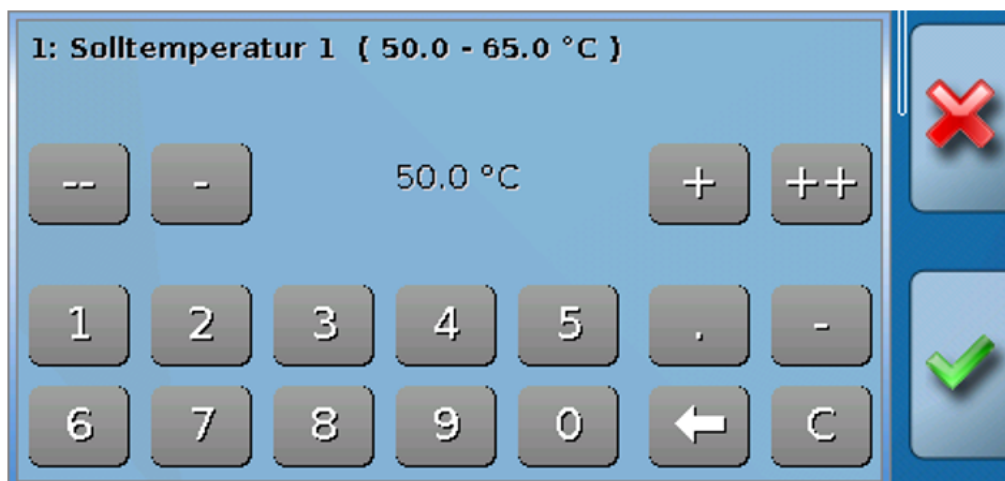 1: Solltemperatur 1 ( 50.0 - 65.0 °C )
-- - 50.0 °C + ++
1 2 3 4 5 . -
6 7 8 9 0 ← C